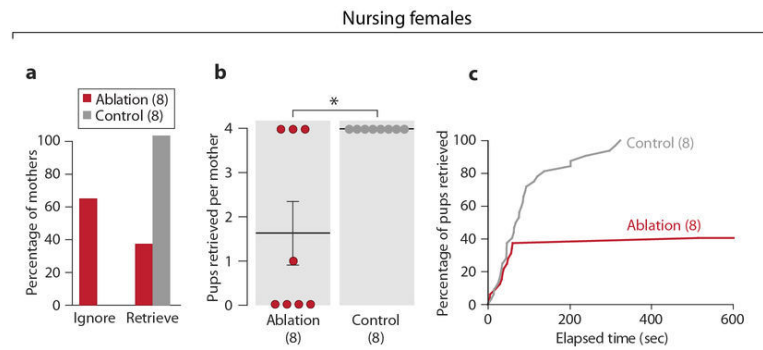 Nursing females
a
Ablation (8)
Control (8)
Percentage of mothers
100
80
60
40
20
0
Ignore
Retrieve
b
*
Pups retrieved per mother
4
3
2
1
0
Ablation
(8)
Control
(8)
c
Percentage of pups retrieved
100
80
60
40
20
0
Control (8)
Ablation (8)
0
200
400
600
Elapsed time (sec)